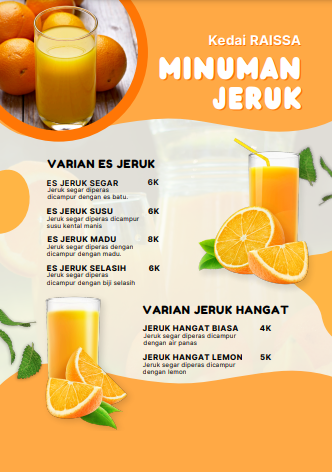 Kedai RAISSA
MINUMAN
JERUK
VARIAN ES JERUK
ES JERUK SEGAR 6K
Jeruk segar diperas
dicampur dengan es batu.
ES JERUK SUSU 6K
Jeruk segar diperas dicampur
susu kental manis
ES JERUK MADU 8K
Jeruk segar diperas dengan
dicampur dengan madu.
ES JERUK SELASIH 6K
Jeruk segar diperas
dicampur dengan biji selasih
VARIAN JERUK HANGAT
JERUK HANGAT BIASA 4K
Jeruk segar diperas dicampur
dengan air panas
JERUK HANGAT LEMON 5K
Jeruk segar diperas dicampur
dengan lemon